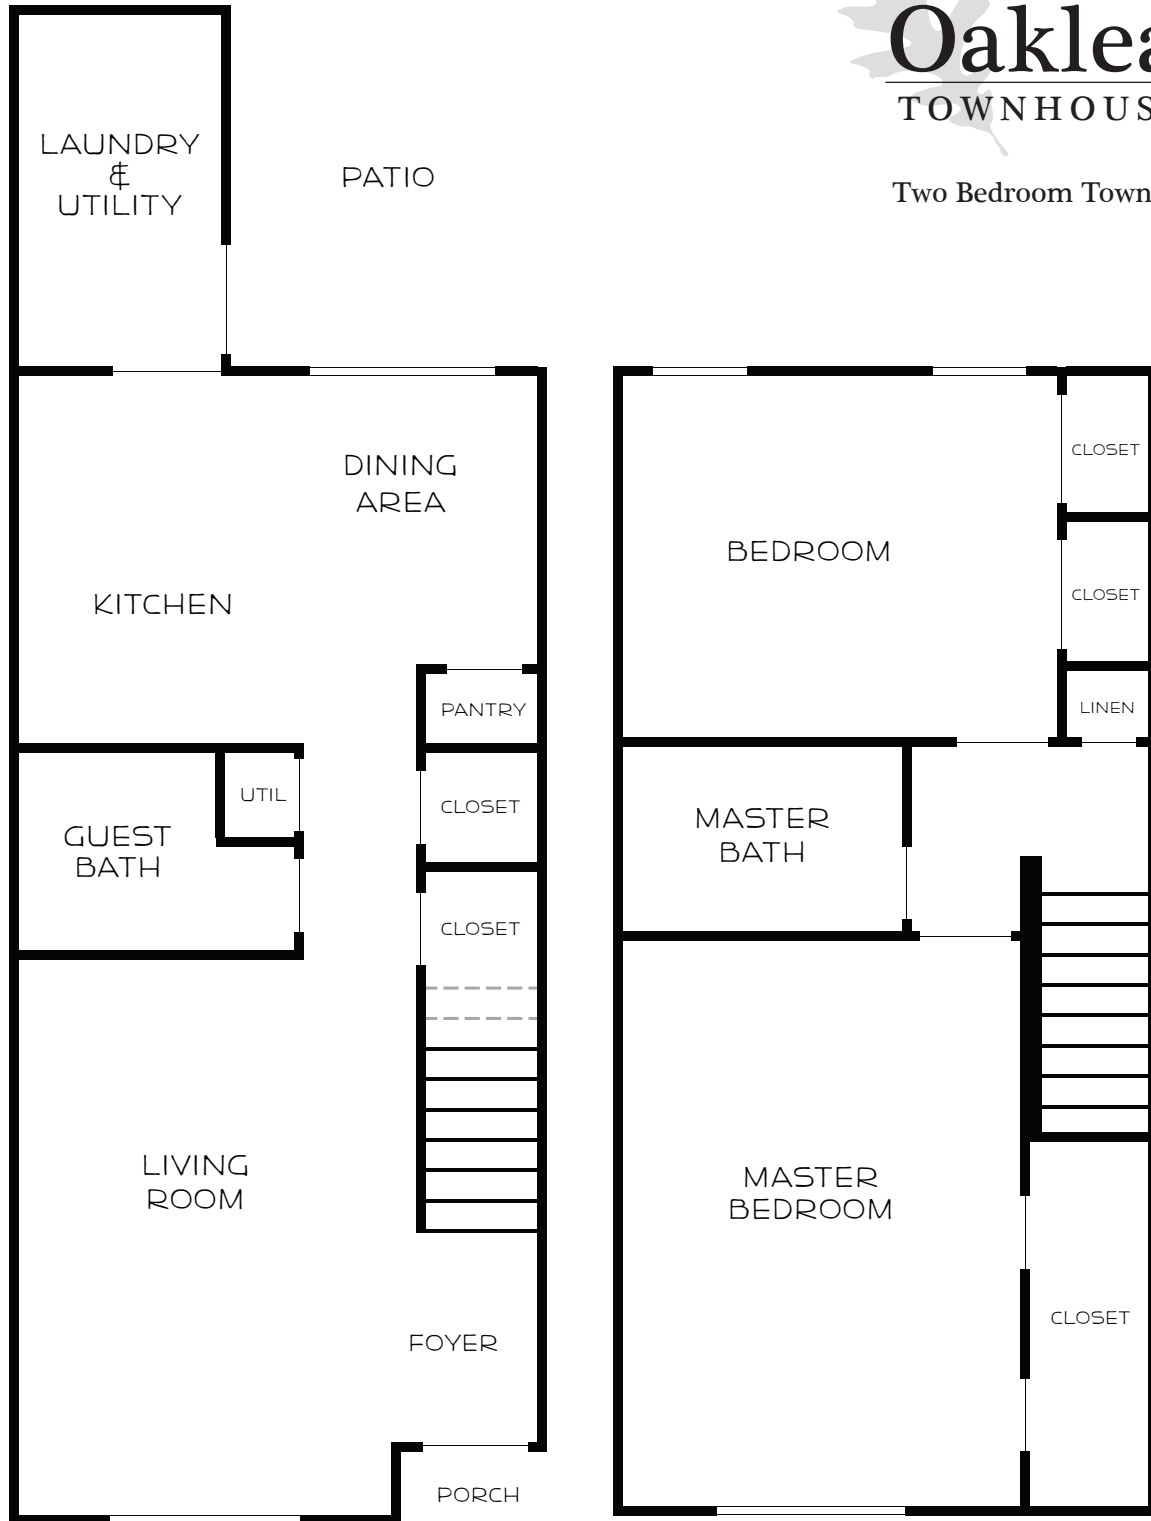 Oaklea
TOWNHOUS
Two Bedroom Town
LAUNDRY
&
UTILITY
PATIO
DINING
AREA
KITCHEN
PANTRY
UTIL
CLOSET
GUEST
BATH
CLOSET
LIVING
ROOM
FOYER
PORCH
CLOSET
BEDROOM
CLOSET
LINEN
MASTER
BATH
MASTER
BEDROOM
CLOSET